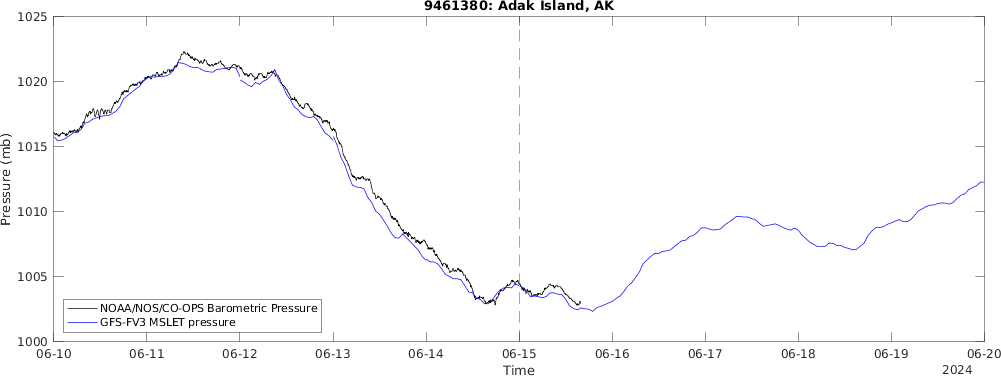 9461380: Adak Island, AK
Pressure (mb)
1025
1020
1015
1010
1005
1000
NOAA/NOS/CO-OPS Barometric Pressure
GFS-FV3 MSLET pressure
06-10 06-11 06-12 06-13 06-14 06-15 06-16 06-17 06-18 06-19 06-20
Time
2024